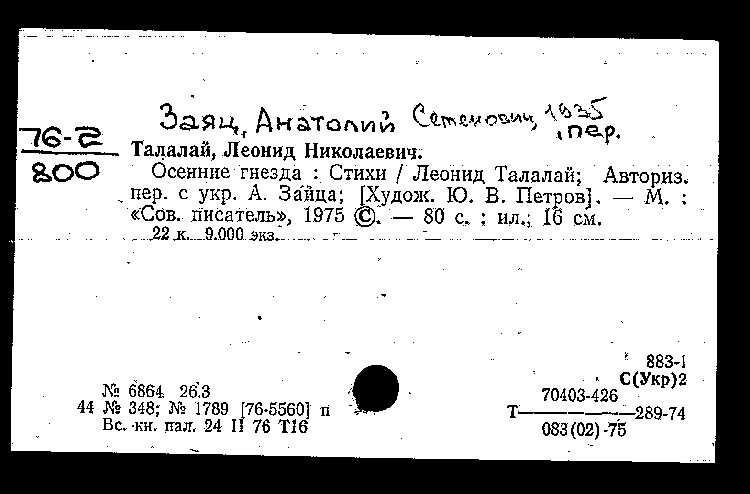 Заяц, Анатолий Семенович, 1935
, пер.
76-2
800
Талалай, Леонид Николаевич.
Осенние гнезда : Стихи / Леонид Талалай; Авториз.
пер. с укр. А. Зайца; [Худож. Ю. В. Петров]. — М. :
«Сов. писатель», 1975 ©. — 80 с. : ил.; 16 см.
22 к. 9.000 экз.
883-1
С(Укр)2
№ 6864 26.3
44 № 348; № 1789 [76-5560] п
Вс. кн. пал. 24 II 76 Т16
70403-426
Т—289-74
083(02)-75